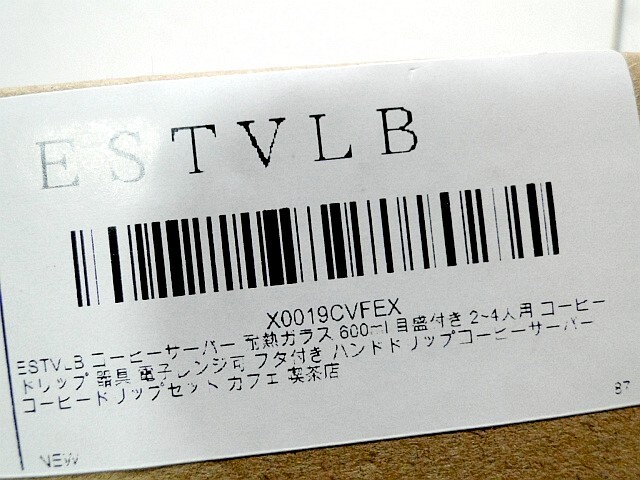 ESTVLB
X0019CVFEX
ESTVLB コーヒーサーバー 耐熱ガラス 600ml 目盛付き 2~4人用 コーヒー
ドリップ 器具 電子レンジ可 フタ付き ハンドドリップコーヒーサーバー
コーヒードリップセット カフェ 喫茶店
87
NEW